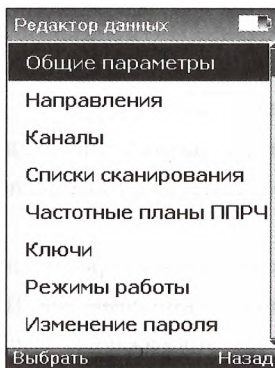 Редактор данных
Общие параметры
Направления
Каналы
Списки сканирования
Частотные планы ППРЧ
Ключи
Режимы работы
Изменение пароля
Выбрать Назад